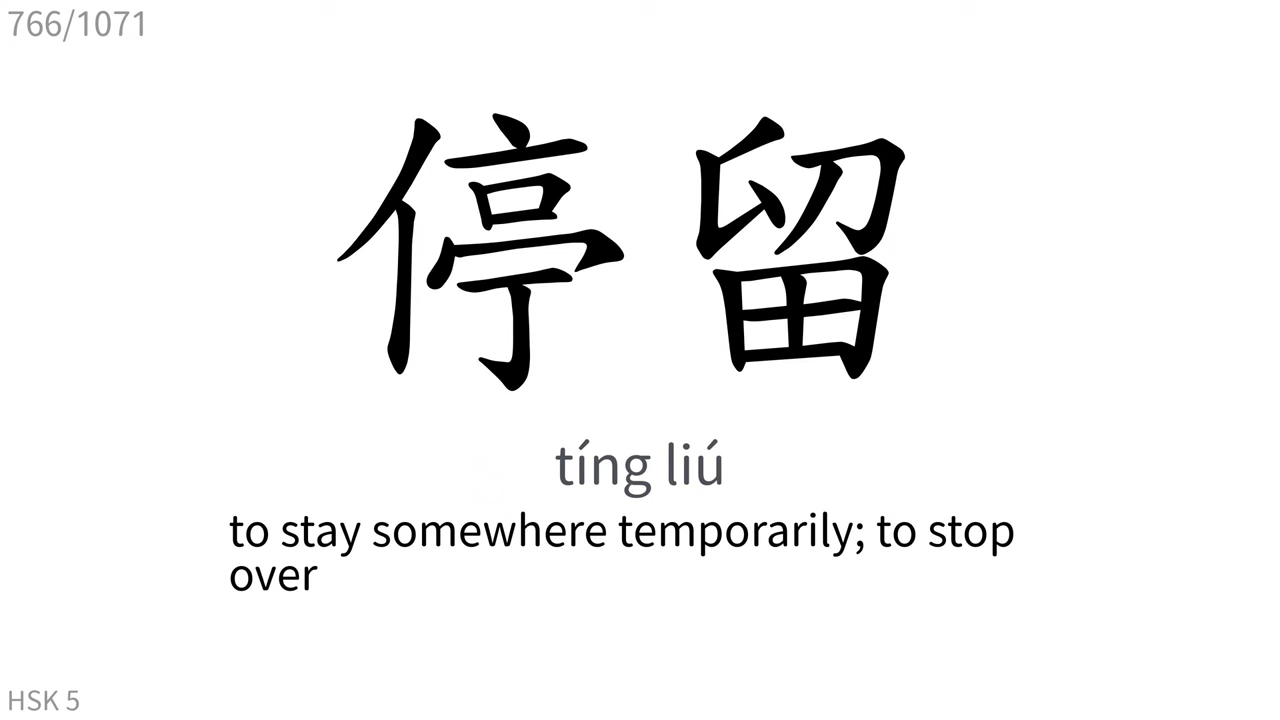 766/1071
停留
tíng liú
to stay somewhere temporarily; to stop
over
HSK 5